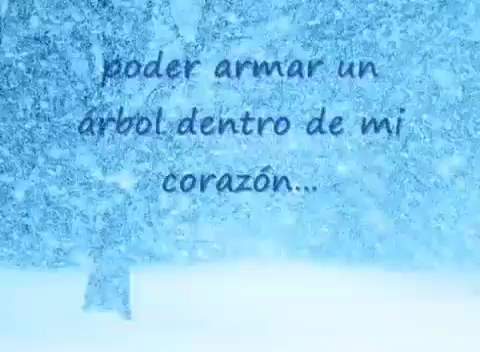 poder armar un
árbol dentro de mi
corazón...